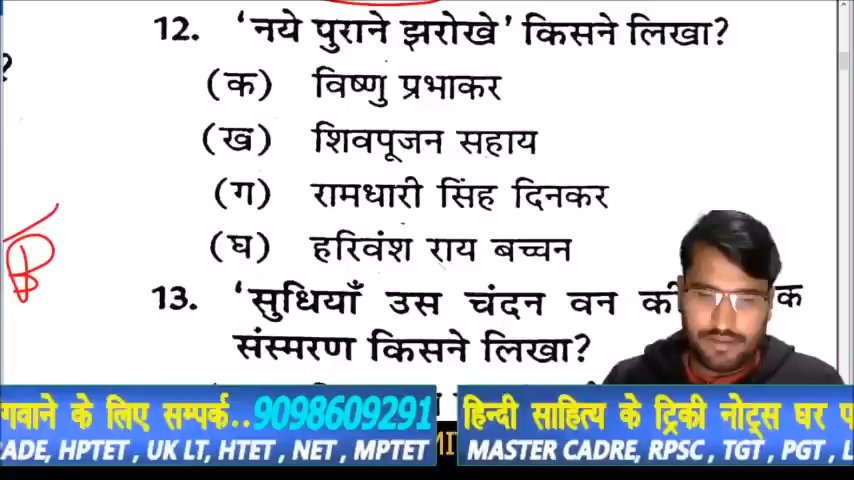 12. 'नये पुराने झरोखे' किसने लिखा?
(क) विष्णु प्रभाकर
(ख) शिवपूजन सहाय
(ग) रामधारी सिंह दिनकर
(घ) हरिवंश राय बच्चन
13. 'सुधियाँ उस चंदन वन की क
संस्मरण किसने लिखा?
गवाने के लिए सम्पर्क..9098609291 हिन्दी साहित्य के ट्रिकी नोट्स घर प
RADE, HPTET , UK LT, HTET , NET , MPTET MASTER CADRE, RPSC , TGT , PGT , L